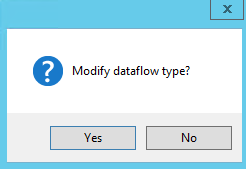 Modify dataflow type?
Yes
No